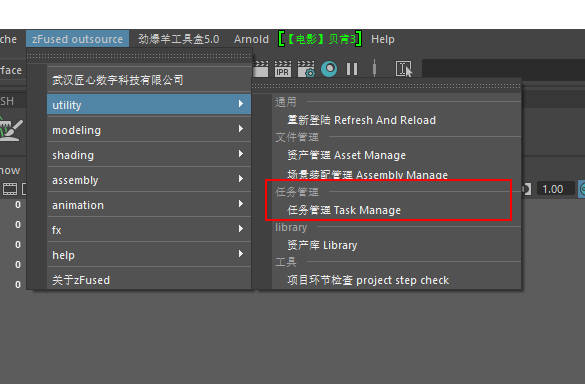 che zFused outsource 劲爆羊工具盒5.0 Arnold 【电影】贝肯3 Help
rface IPR
武汉匠心数字科技有限公司
SH utility 通用
重新登陆 Refresh And Reload
modeling 文件管理
shading 资产管理 Asset Manage
now 场景装配管理 Assembly Manage
assembly 任务管理 1.00
0 animation 任务管理 Task Manage
0 fx library
0 help 资产库 Library
0 工具
0 关于zFused 项目环节检查 project step check